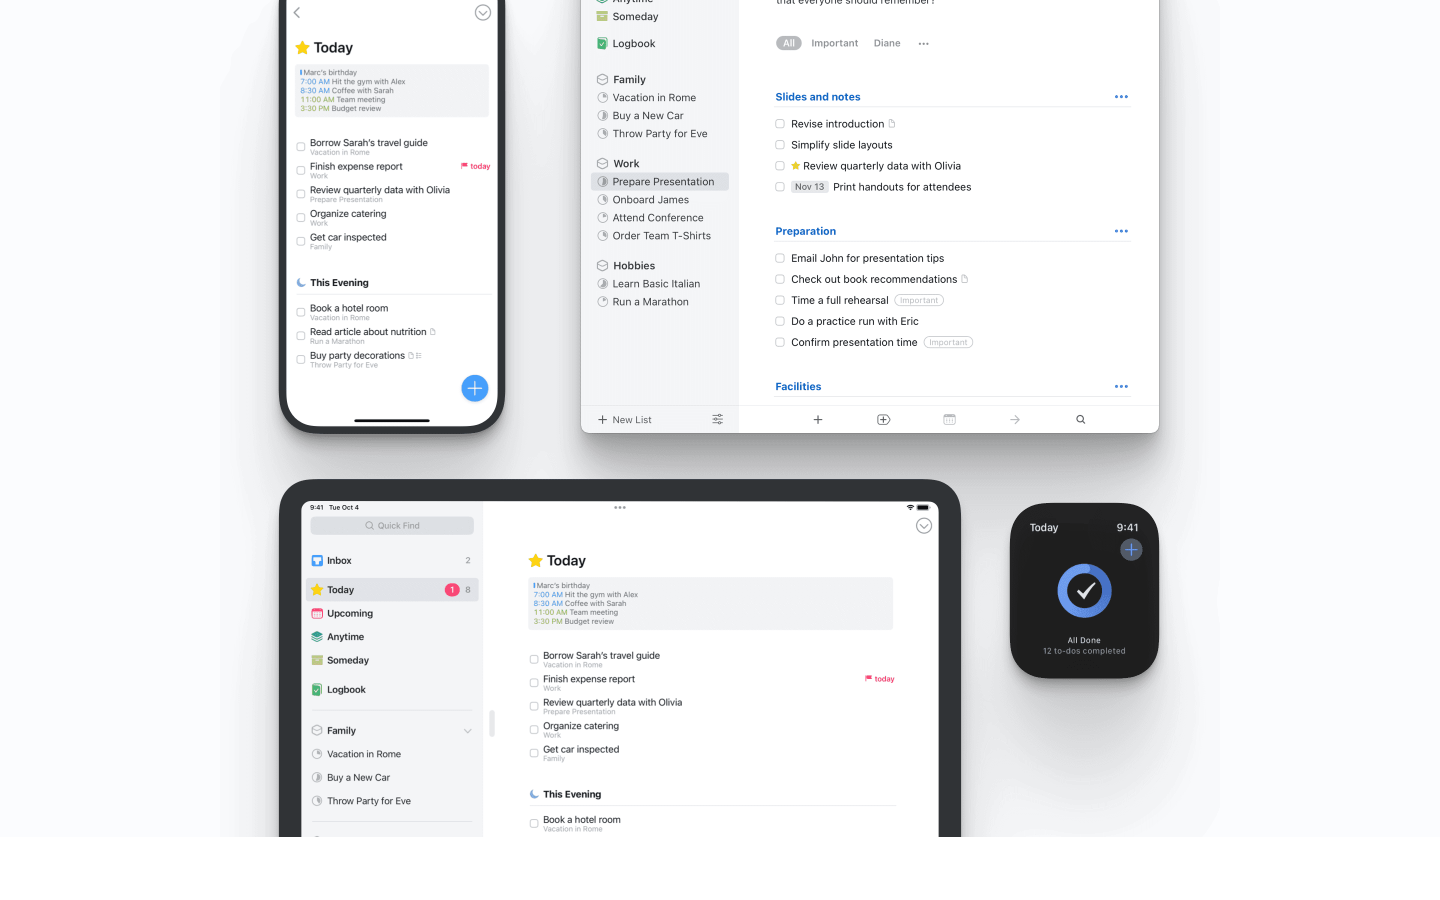 Today
Marc's birthday
7:00 AM Hit the gym with Alex
8:30 AM Coffee with Sarah
11:00 AM Team meeting
3:30 PM Budget review
Borrow Sarah's travel guide
Vacation in Rome
Finish expense report
today
Work
Review quarterly data with Olivia
Prepare Presentation
Organize catering
Work
Get car inspected
Family
This Evening
Book a hotel room
Vacation in Rome
Read article about nutrition
Run a Marathon
Buy party decorations
Throw Party for Eve
Anytime
Someday
Logbook
Family
Vacation in Rome
Buy a New Car
Throw Party for Eve
Work
Prepare Presentation
Onboard James
Attend Conference
Order Team T-Shirts
Hobbies
Learn Basic Italian
Run a Marathon
New List
that everyone should remember?
All Important Diane
Slides and notes
Revise introduction
Simplify slide layouts
Review quarterly data with Olivia
Nov 13 Print handouts for attendees
Preparation
Email John for presentation tips
Check out book recommendations
Time a full rehearsal Important
Do a practice run with Eric
Confirm presentation time Important
Facilities
9:41 Tue Oct 4
Quick Find
Inbox 2
Today 1 8
Upcoming
Anytime
Someday
Logbook
Family
Vacation in Rome
Buy a New Car
Throw Party for Eve
Today
Marc's birthday
7:00 AM Hit the gym with Alex
8:30 AM Coffee with Sarah
11:00 AM Team meeting
3:30 PM Budget review
Borrow Sarah's travel guide
Vacation in Rome
Finish expense report
today
Work
Review quarterly data with Olivia
Prepare Presentation
Organize catering
Work
Get car inspected
Family
This Evening
Book a hotel room
Vacation in Rome
Today 9:41
All Done
12 to-dos completed